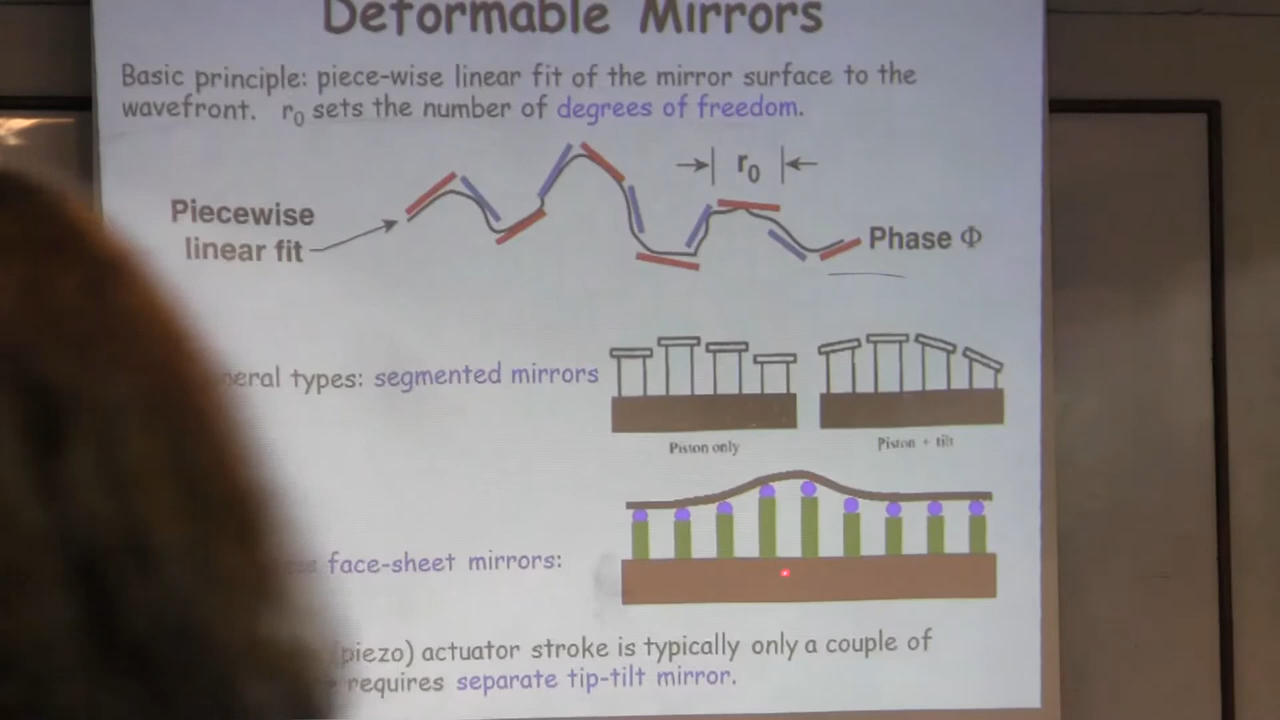 Deformable Mirrors
Basic principle: piece-wise linear fit of the mirror surface to the
wavefront. r₀ sets the number of degrees of freedom.
r₀
Piecewise
linear fit
Phase Φ
types: segmented mirrors
Piston only
Piston + tilt
face-sheet mirrors:
(piezo) actuator stroke is typically only a couple of
requires separate tip-tilt mirror.